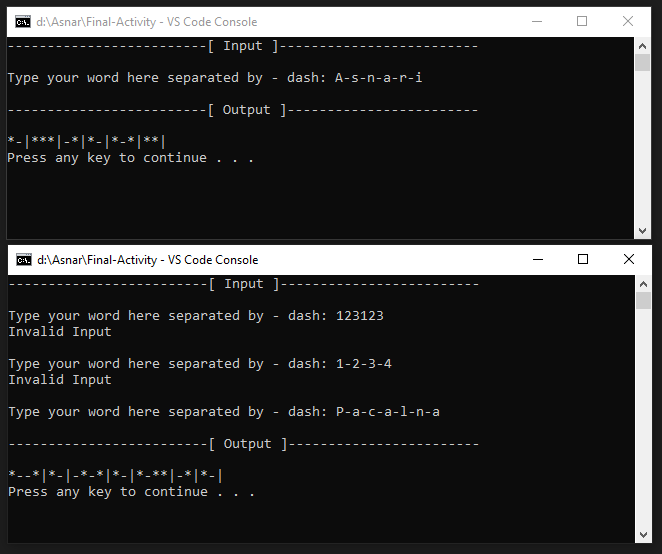 d:\Asnar\Final-Activity - VS Code Console
-------------------------[ Input ]-------------------------
Type your word here separated by - dash: A-s-n-a-r-i
-------------------------[ Output ]------------------------
*-|***|-*|*-|*-*|**|
Press any key to continue . . .
d:\Asnar\Final-Activity - VS Code Console
-------------------------[ Input ]-------------------------
Type your word here separated by - dash: 123123
Invalid Input
Type your word here separated by - dash: 1-2-3-4
Invalid Input
Type your word here separated by - dash: P-a-c-a-l-n-a
-------------------------[ Output ]------------------------
*--*|*-|-*-*|*-|*-**|-*|*-|
Press any key to continue . . .